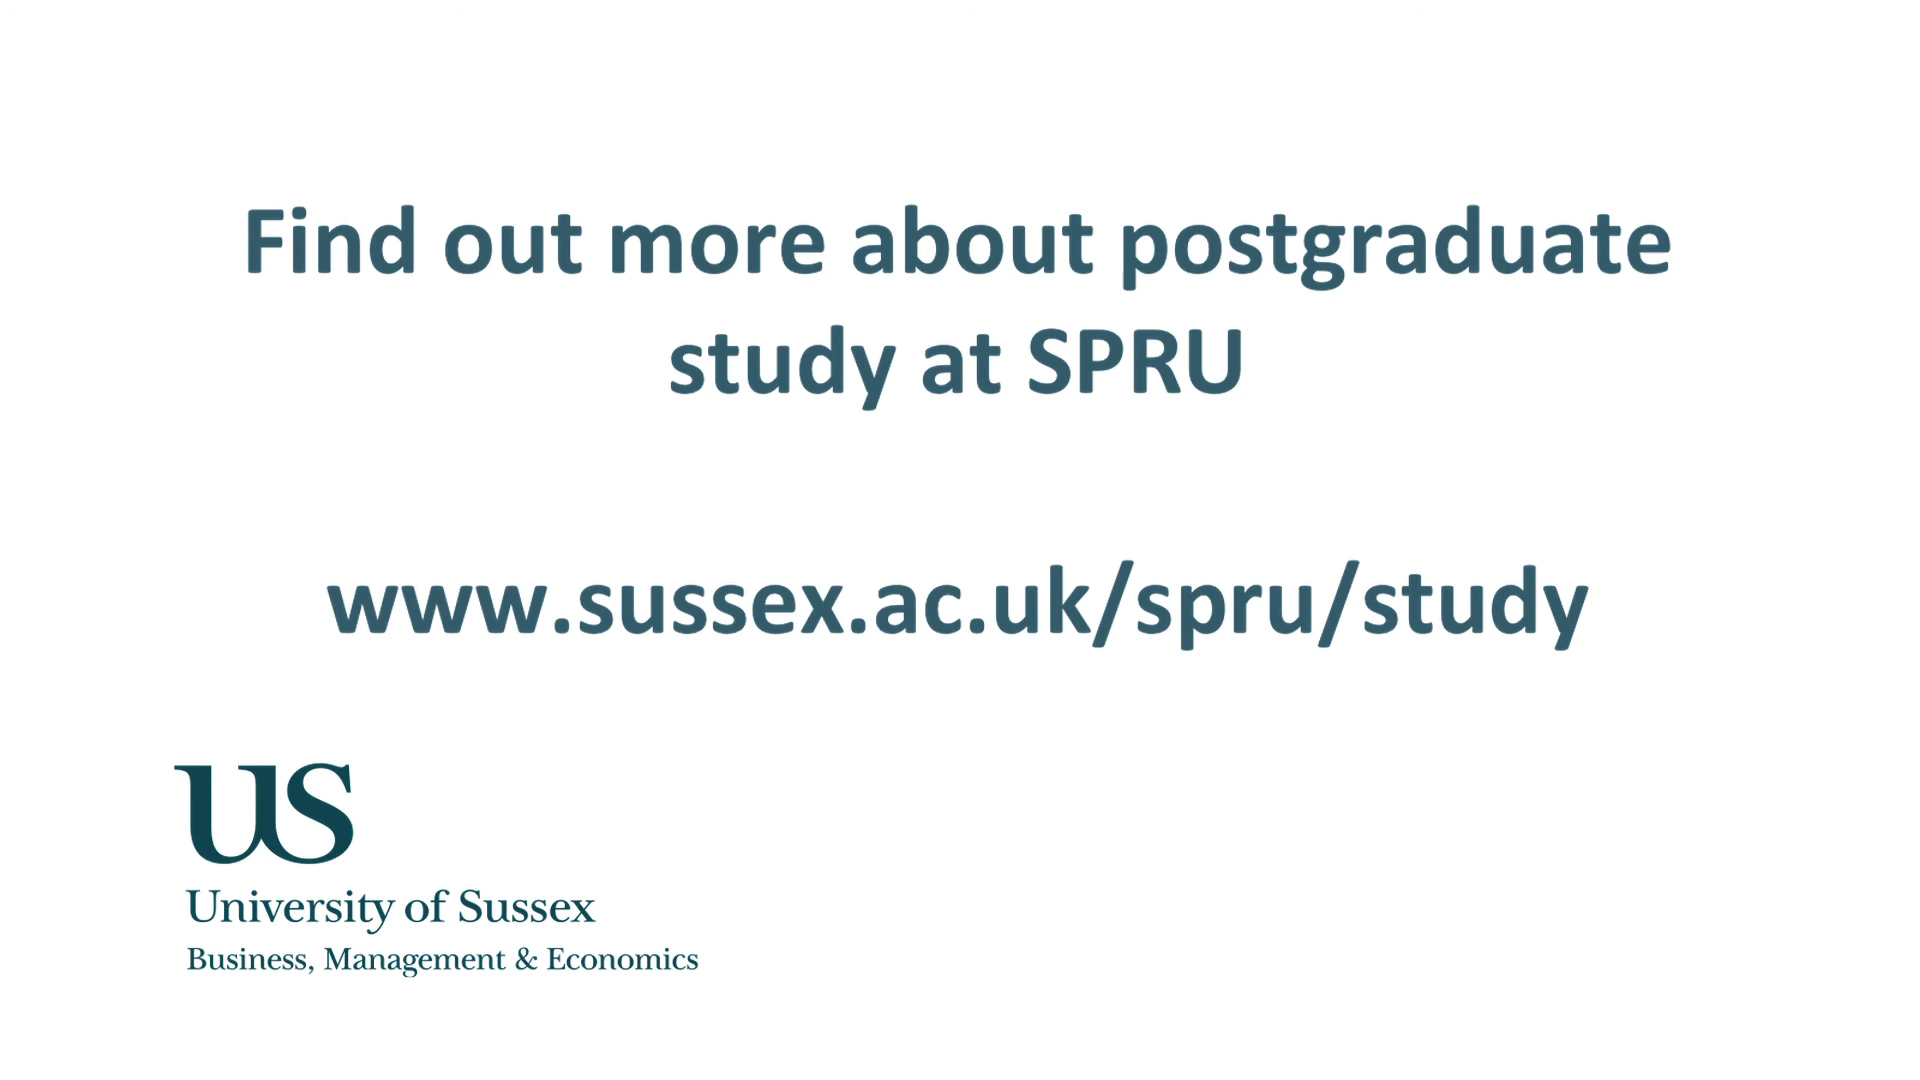 Find out more about postgraduate
study at SPRU
www.sussex.ac.uk/spru/study
US
University of Sussex
Business, Management & Economics